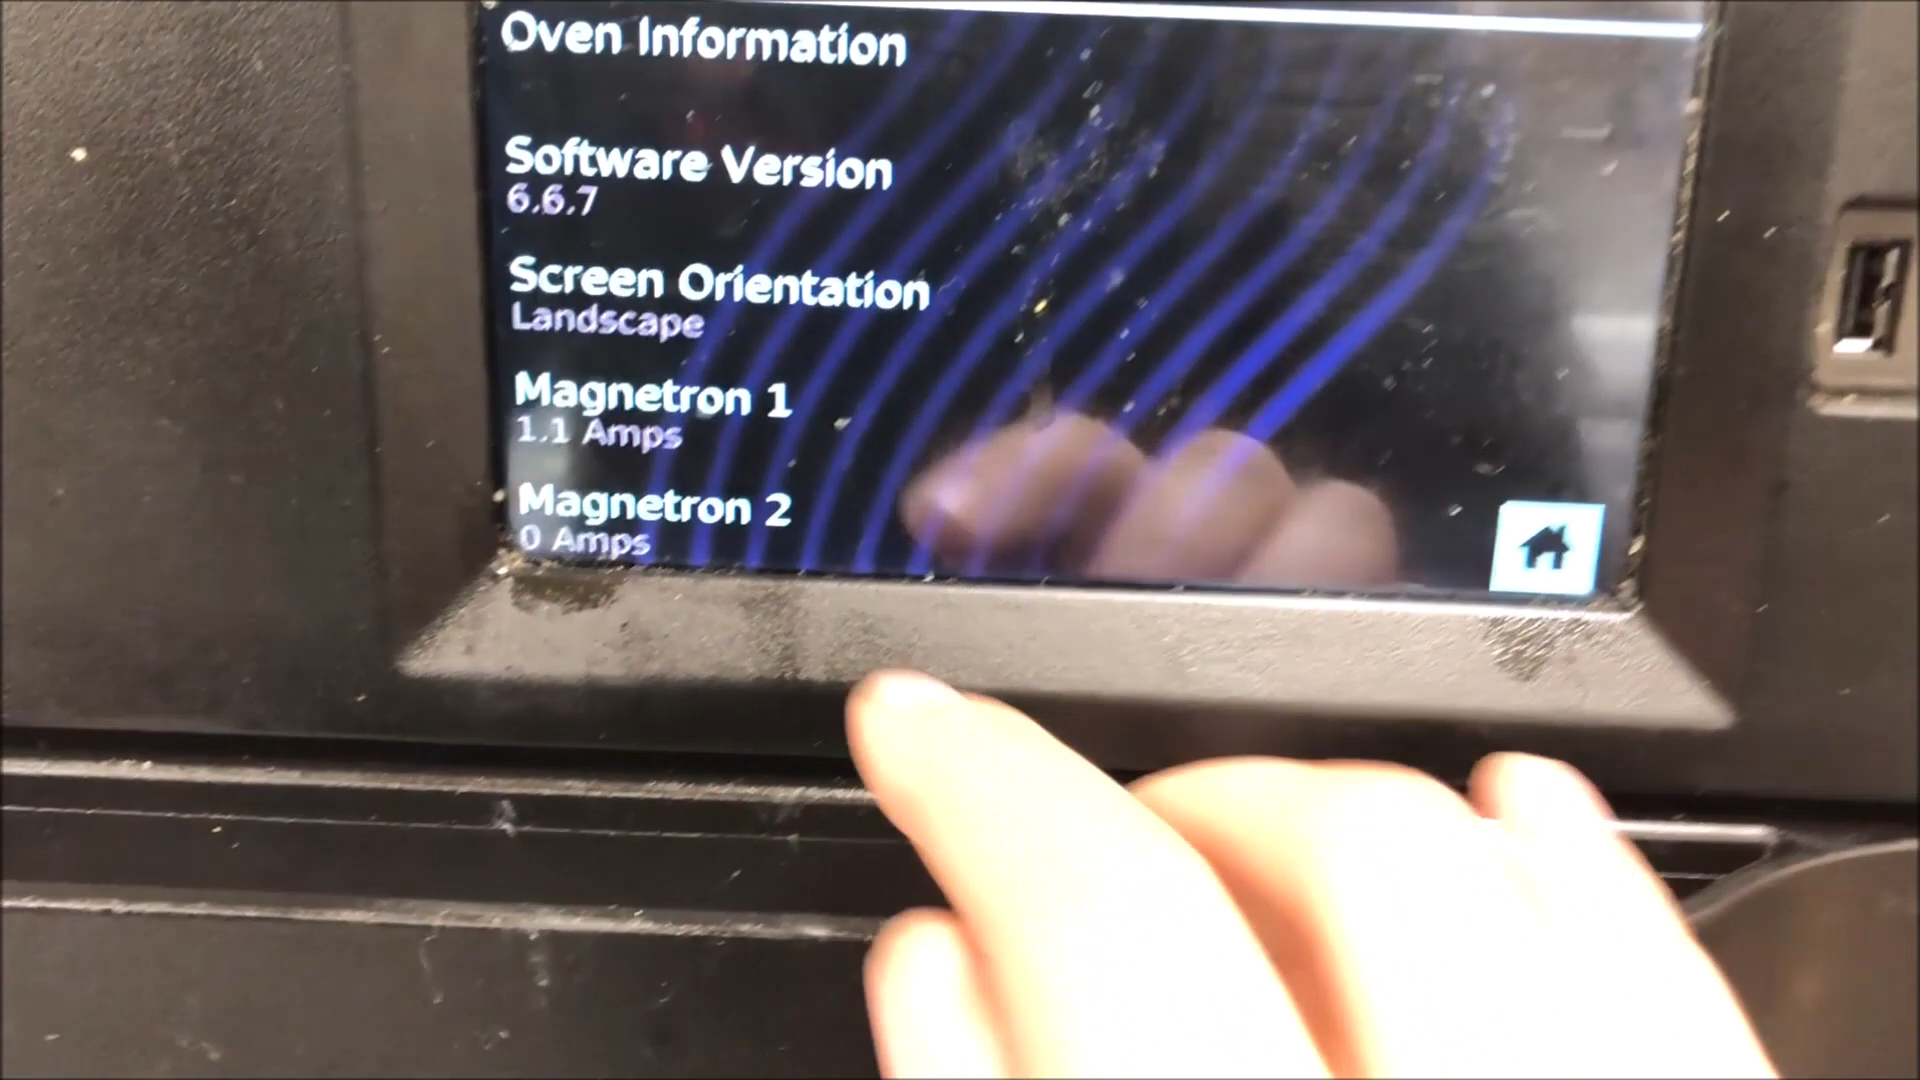 Oven Information
Software Version
6.6.7
Screen Orientation
Landscape
Magnetron 1
1.1 Amps
Magnetron 2
0 Amps